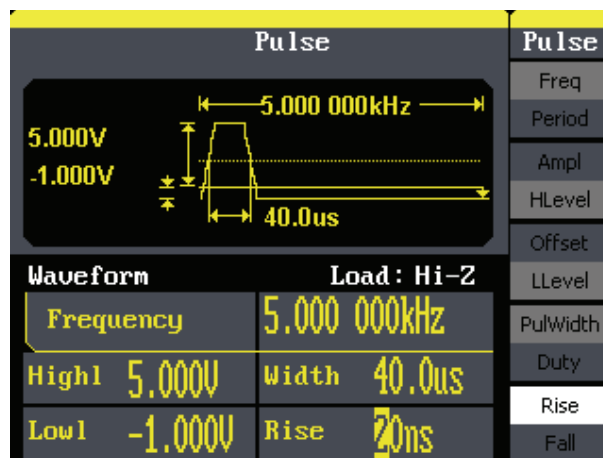 Pulse
5.000 000kHz
5.000V
-1.000V
40.0us
Waveform Load: Hi-Z
Frequency 5.000 000kHz
Highl 5.000V Width 40.0us
Lowl -1.000V Rise 20ns
Pulse
Freq
Period
Ampl
HLevel
Offset
LLevel
PulWidth
Duty
Rise
Fall